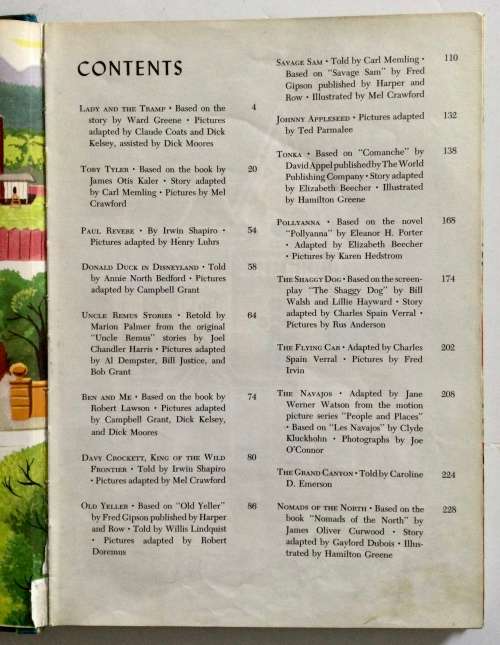 CONTENTS
LADY AND THE TRAMP • Based on the 4
story by Ward Greene • Pictures
adapted by Claude Coats and Dick
Kelsey, assisted by Dick Moores
TOBY TYLER • Based on the book by 20
James Otis Kaler • Story adapted
by Carl Memling • Pictures by Mel
Crawford
PAUL REVERE • By Irwin Shapiro • 54
Pictures adapted by Henry Luhrs
DONALD DUCK IN DISNEYLAND • Told 58
by Annie North Bedford • Pictures
adapted by Campbell Grant
UNCLE REMUS STORIES • Retold by 64
Marion Palmer from the original
"Uncle Remus" stories by Joel
Chandler Harris • Pictures adapted
by Al Dempster, Bill Justice, and
Bob Grant
BEN AND ME • Based on the book by 74
Robert Lawson • Pictures adapted
by Campbell Grant, Dick Kelsey,
and Dick Moores
DAVY CROCKETT, KING OF THE WILD 80
FRONTIER • Told by Irwin Shapiro
• Pictures adapted by Mel Crawford
OLD YELLER • Based on "Old Yeller" 86
by Fred Gipson published by Harper
and Row • Told by Willis Lindquist
• Pictures adapted by Robert
Doremus
SAVAGE SAM • Told by Carl Memling • 110
Based on "Savage Sam" by Fred
Gipson published by Harper and
Row • Illustrated by Mel Crawford
JOHNNY APPLESEED • Pictures adapted 132
by Ted Parmalee
TONKA • Based on "Comanche" by 138
David Appel published by The World
Publishing Company • Story adapted
by Elizabeth Beecher • Illustrated
by Hamilton Greene
POLLYANNA • Based on the novel 168
"Pollyanna" by Eleanor H. Porter
• Adapted by Elizabeth Beecher
• Pictures by Karen Hedstrom
THE SHAGGY DOG • Based on the screen- 174
play "The Shaggy Dog" by Bill
Walsh and Lillie Hayward • Story
adapted by Charles Spain Verral •
Pictures by Rus Anderson
THE FLYING CAR • Adapted by Charles 202
Spain Verral • Pictures by Fred
Irvin
THE NAVAJOS • Adapted by Jane 208
Werner Watson from the motion
picture series "People and Places"
• Based on "Les Navajos" by Clyde
Kluckhohn • Photographs by Joe
O'Connor
THE GRAND CANYON • Told by Caroline 224
D. Emerson
NOMADS OF THE NORTH • Based on the 228
book "Nomads of the North" by
James Oliver Curwood • Story
adapted by Gaylord Dubois • Illus-
trated by Hamilton Greene